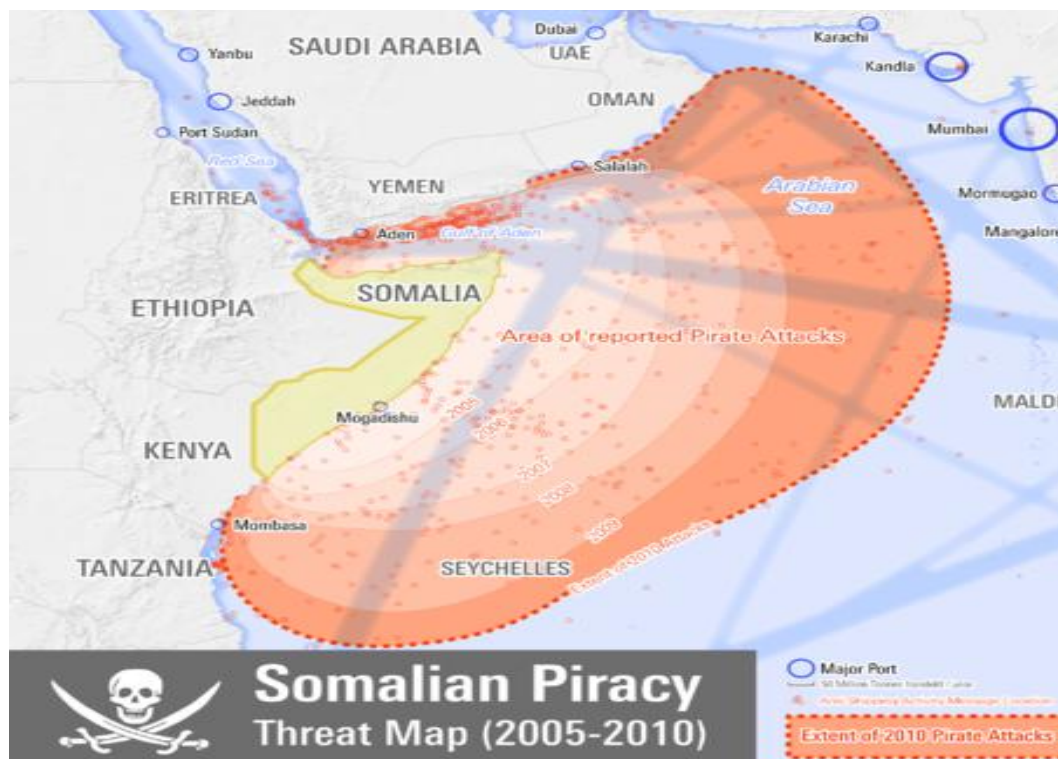 Dubai
UAE
Karachi
Kandla
Yanbu
SAUDI ARABIA
Jeddah
OMAN
Mumbai
Port Sudan
Red Sea
Salalah
YEMEN
Arabian
Sea
ERITREA
Mormugao
Aden
Gulf of Aden
Mangalore
ETHIOPIA
SOMALIA
Area of reported Pirate Attacks
MALDI
Mogadishu
2005
2006
KENYA
2007
2008
2009
Mombasa
TANZANIA
SEYCHELLES
Extent of 2010 Attacks
Somalian Piracy
Threat Map (2005-2010)
Major Port
Extent of 2010 Pirate Attacks